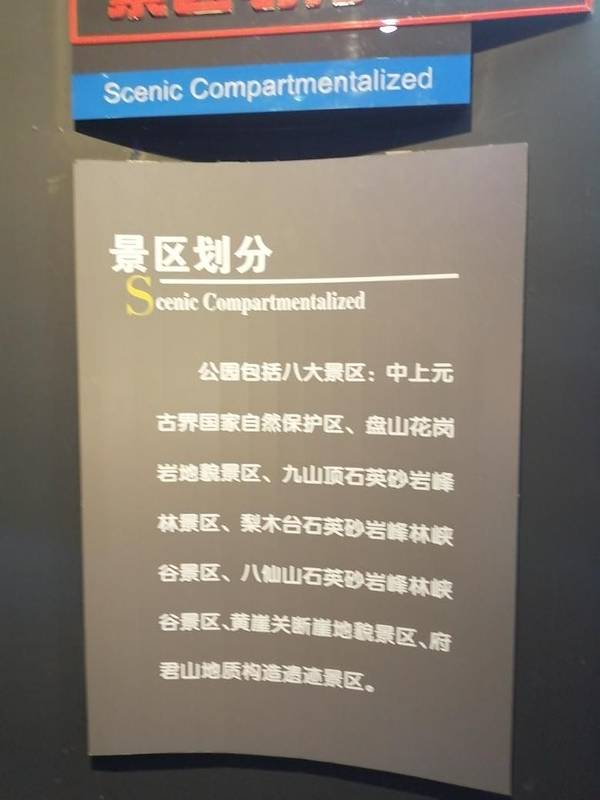 Scenic Compartmentalized
景区划分
Scenic Compartmentalized
公园包括八大景区：中上元
古界国家自然保护区、盘山花岗
岩地貌景区、九山顶石英砂岩峰
林景区、梨木台石英砂岩峰林峡
谷景区、八仙山石英砂岩峰林峡
谷景区、黄崖关断崖地貌景区、府
君山地质构造遗迹景区。